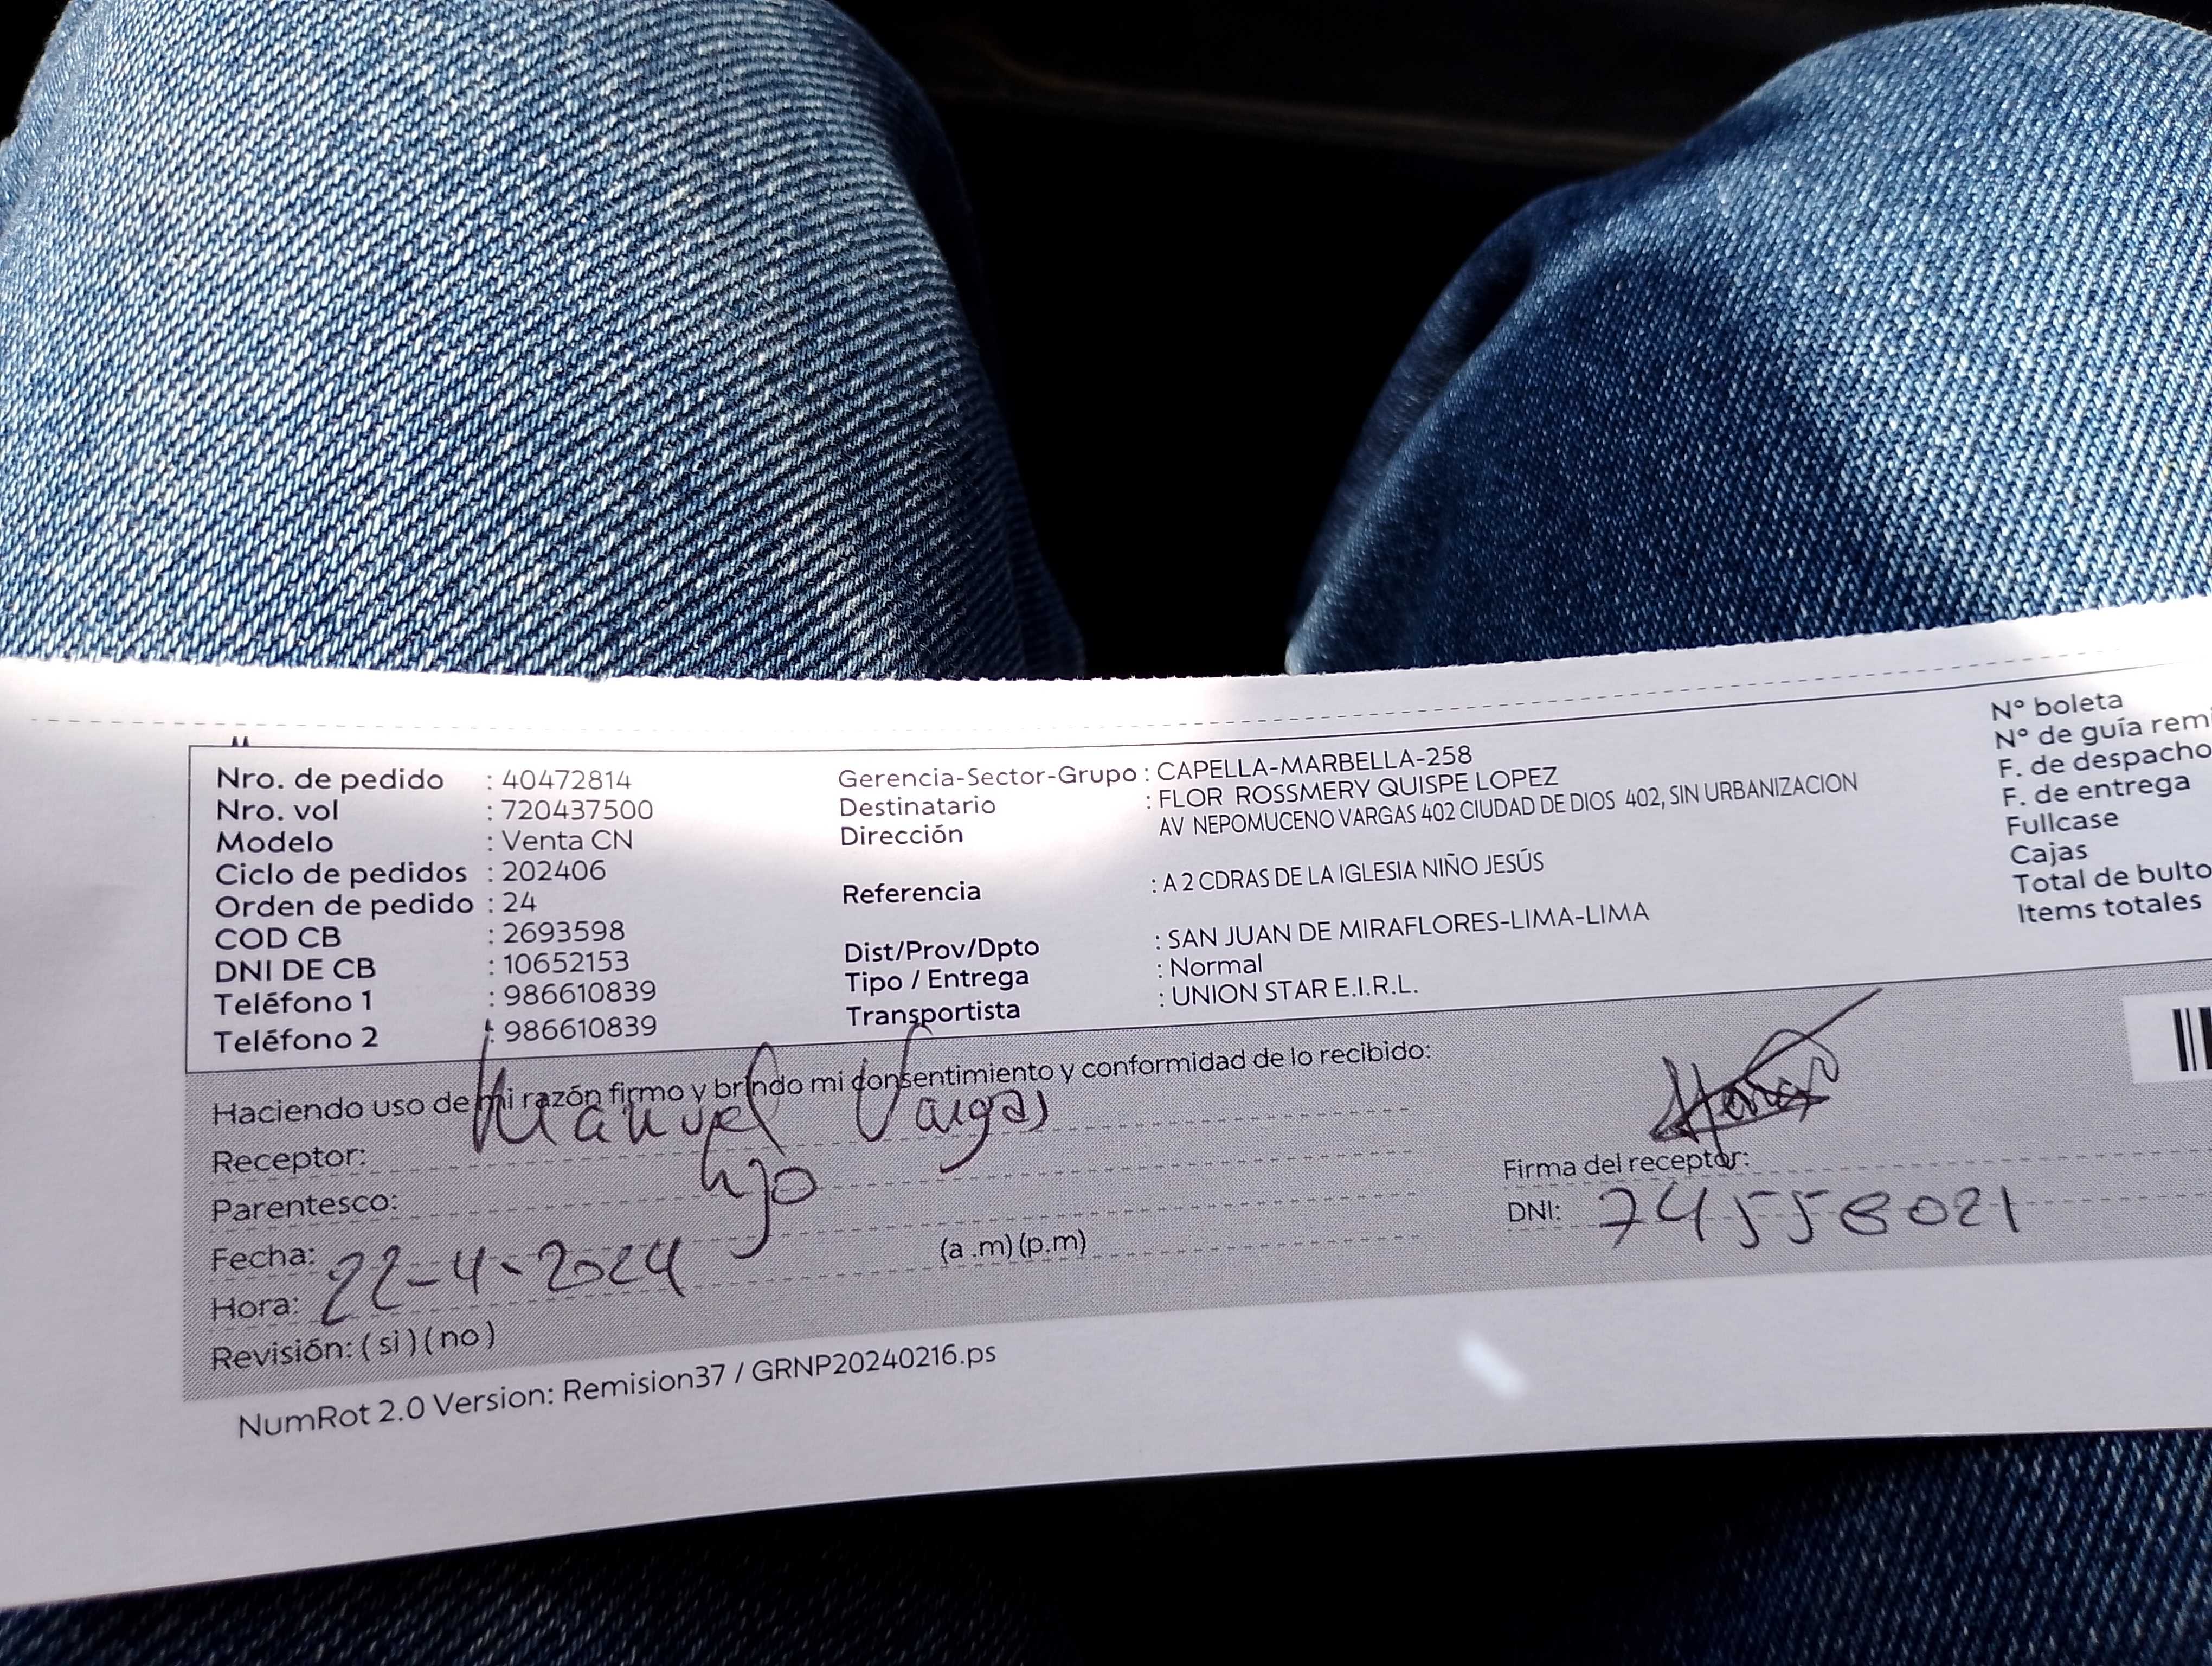 Nro. de pedido : 40472814
Nro. vol : 720437500
Modelo : Venta CN
Ciclo de pedidos : 202406
Orden de pedido : 24
COD CB : 2693598
DNI DE CB : 10652153
Teléfono 1 : 986610839
Teléfono 2 : 986610839
Gerencia-Sector-Grupo : CAPELLA-MARBELLA-258
Destinatario : FLOR ROSSMERY QUISPE LOPEZ
Dirección AV NEPOMUCENO VARGAS 402 CIUDAD DE DIOS 402, SIN URBANIZACION
Referencia : A 2 CDRAS DE LA IGLESIA NIÑO JESÚS
Dist/Prov/Dpto : SAN JUAN DE MIRAFLORES-LIMA-LIMA
Tipo / Entrega : Normal
Transportista : UNION STAR E.I.R.L.
N° boleta
N° de guía remi
F. de despacho
F. de entrega
Fullcase
Cajas
Total de bulto
Items totales
Haciendo uso de mi razón firmo y brindo mi consentimiento y conformidad de lo recibido:
Receptor: Manuel Vargas
Parentesco: hijo
Fecha: 22-4-2024
Hora: (a .m) (p.m)
Revisión: ( si ) ( no )
Firma del receptor:
DNI: 74558021
NumRot 2.0 Version: Remision37 / GRNP20240216.ps